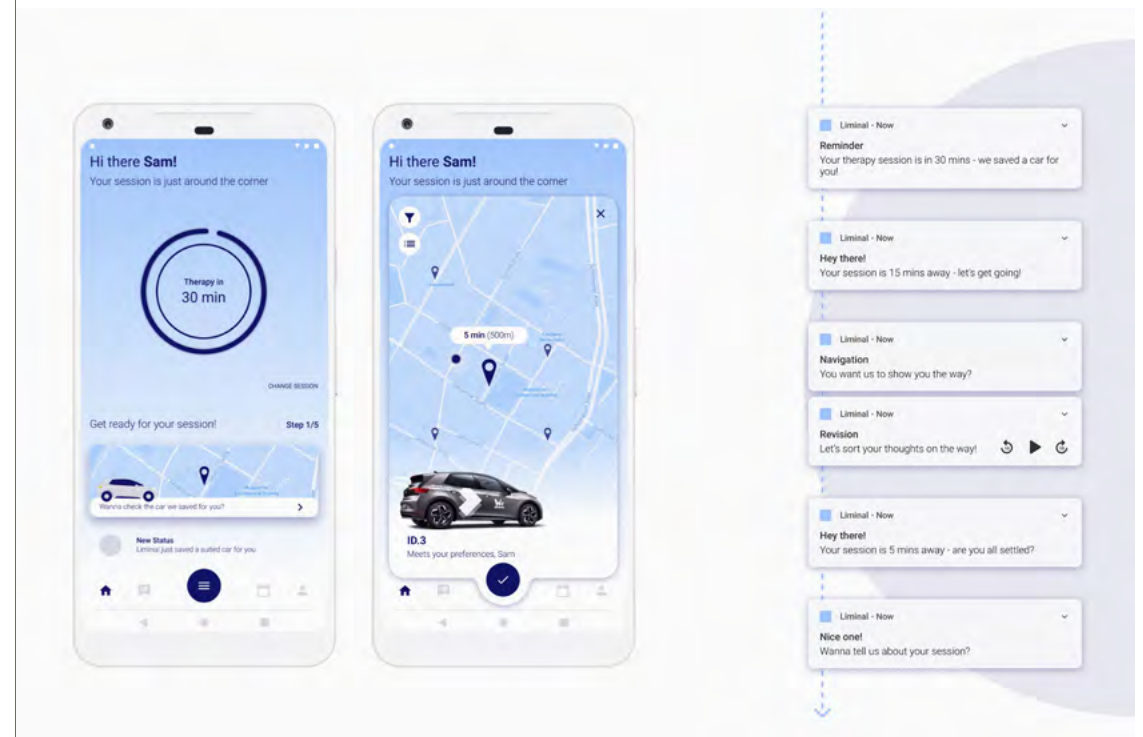 Hi there Sam!
Your session is just around the corner
Therapy in
30 min
CHANGE SESSION
Get ready for your session!
Step 1/5
Wanna check the car we saved for you?
New Status
Liminal just saved a suited car for you
Hi there Sam!
Your session is just around the corner
5 min (500m)
ID.3
Meets your preferences, Sam
Liminal - Now
Reminder
Your therapy session is in 30 mins - we saved a car for
you!
Liminal - Now
Hey there!
Your session is 15 mins away - let's get going!
Liminal - Now
Navigation
You want us to show you the way?
Liminal - Now
Revision
Let's sort your thoughts on the way!
Liminal - Now
Hey there!
Your session is 5 mins away - are you all settled?
Liminal - Now
Nice one!
Wanna tell us about your session?